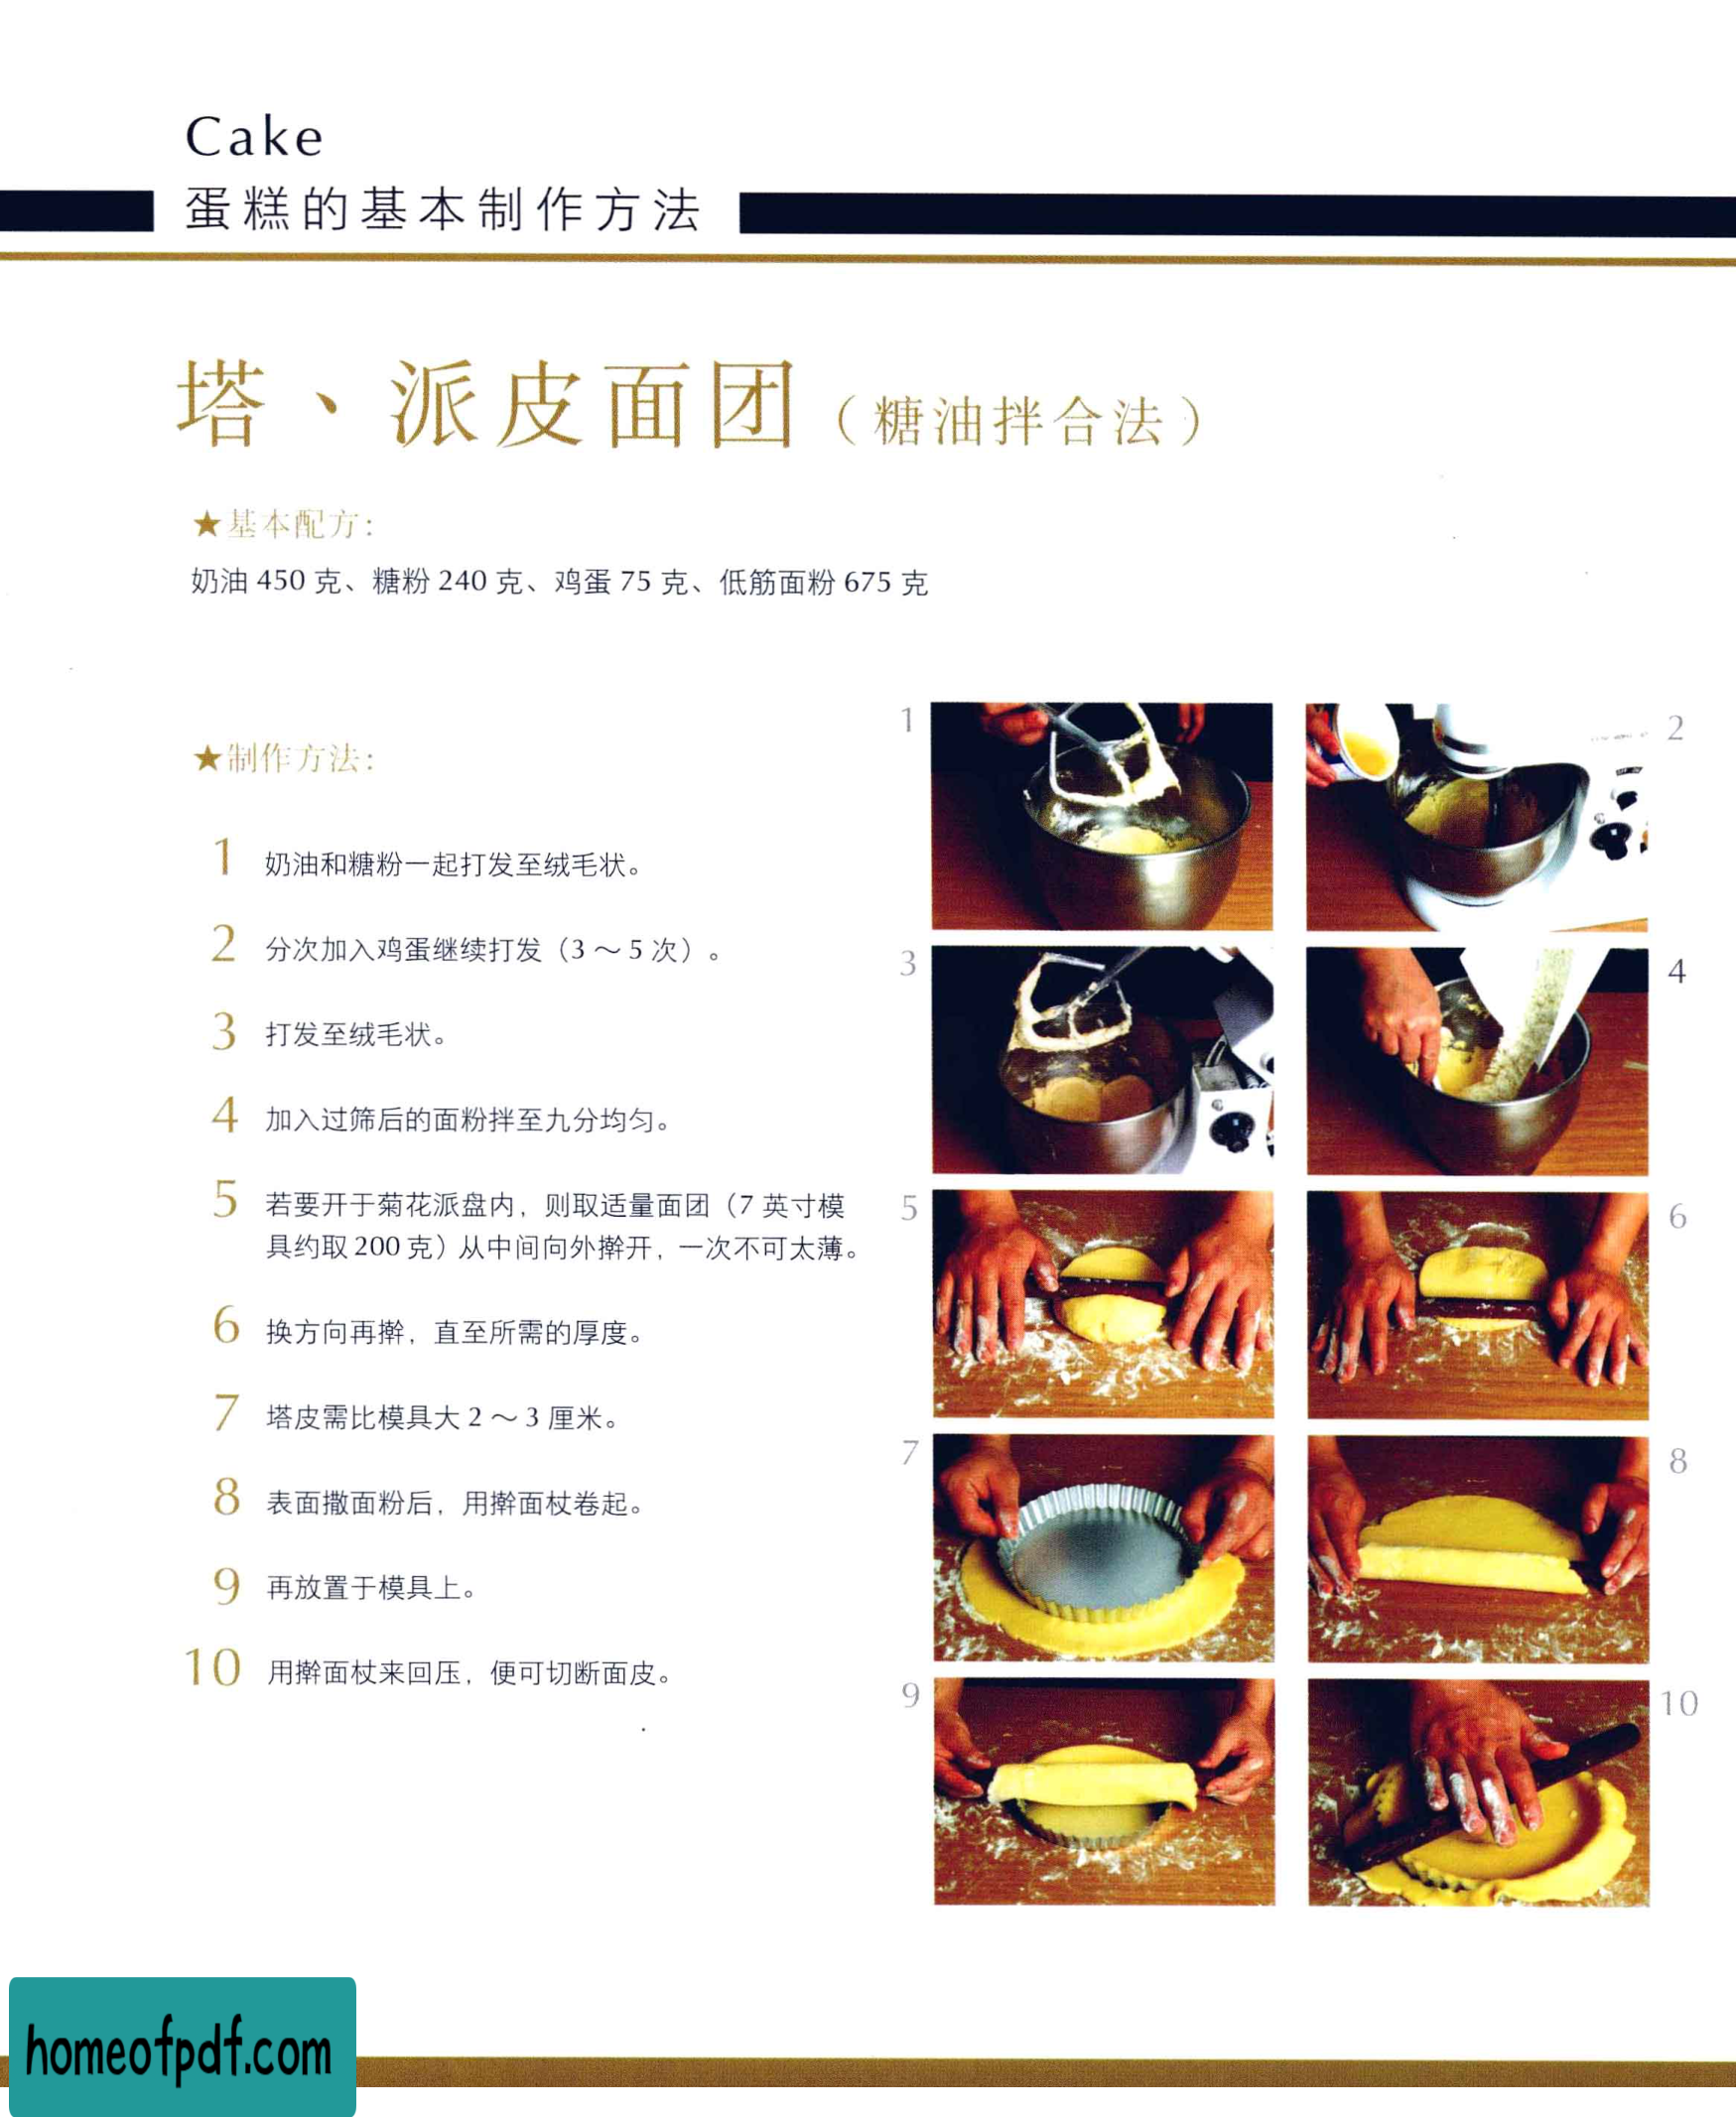 Cake
蛋糕的基本制作方法
塔、派皮面团（糖油拌合法）
★基本配方：
奶油 450 克、糖粉 240 克、鸡蛋 75 克、低筋面粉 675 克
★制作方法：
1 奶油和糖粉一起打发至绒毛状。
2 分次加入鸡蛋继续打发（3～5 次）。
3 打发至绒毛状。
4 加入过筛后的面粉拌至九分均匀。
5 若要开于菊花派盘内，则取适量面团（7 英寸模
具约取 200 克）从中间向外擀开，一次不可太薄。
6 换方向再擀，直至所需的厚度。
7 塔皮需比模具大 2～3 厘米。
8 表面撒面粉后，用擀面杖卷起。
9 再放置于模具上。
10 用擀面杖来回压，便可切断面皮。
1
2
3
4
5
6
7
8
9
10
homeofpdf.com